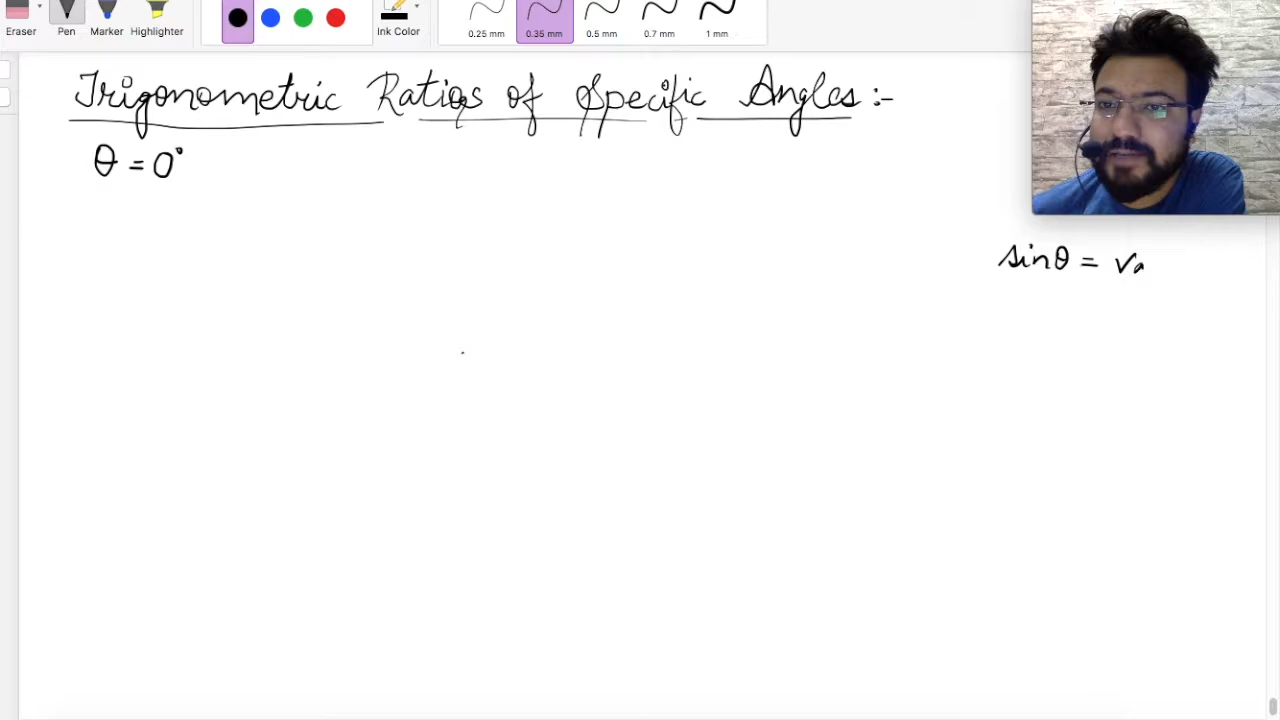 Eraser Pen Marker Highlighter Ink Color 0.25 mm 0.35 mm 0.5 mm 0.7 mm 1 mm
Trigonometric Ratios of Specific Angles :-
θ = 0°
sinθ = va